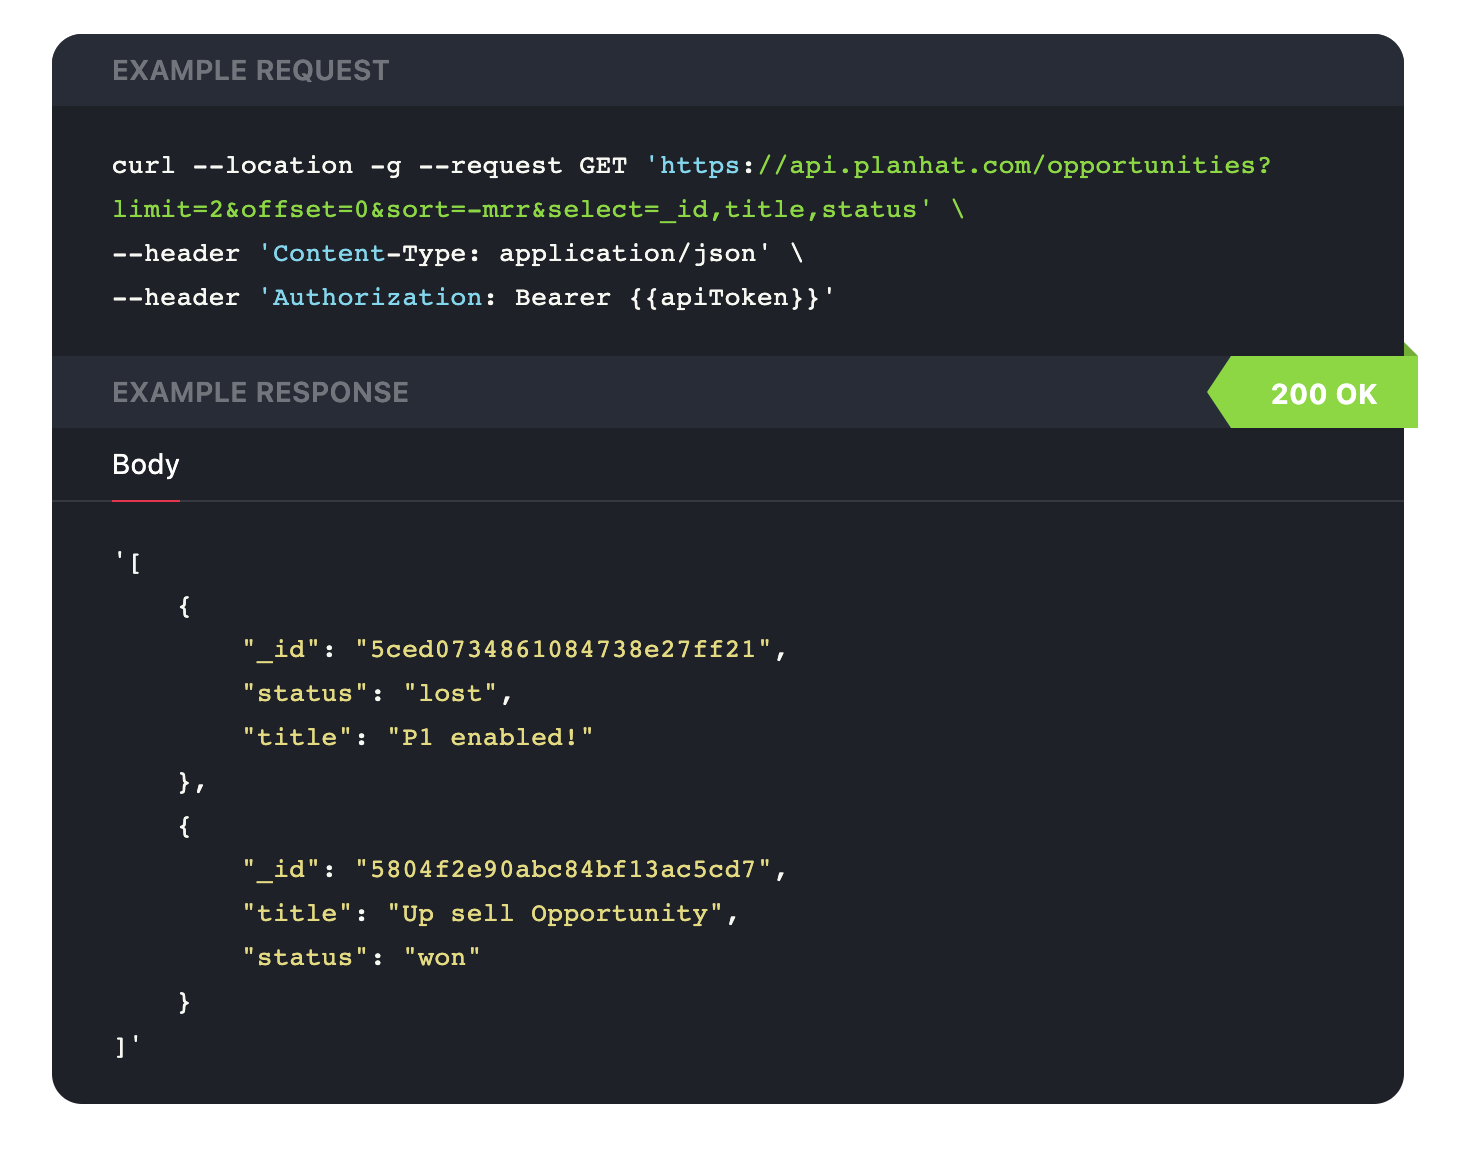 EXAMPLE REQUEST
curl --location -g --request GET 'https://api.planhat.com/opportunities?
limit=2&offset=0&sort=-mrr&select=_id,title,status' \
--header 'Content-Type: application/json' \
--header 'Authorization: Bearer {{apiToken}}'
EXAMPLE RESPONSE
200 OK
Body
'[
    {
        "_id": "5ced0734861084738e27ff21",
        "status": "lost",
        "title": "P1 enabled!"
    },
    {
        "_id": "5804f2e90abc84bf13ac5cd7",
        "title": "Up sell Opportunity",
        "status": "won"
    }
]'